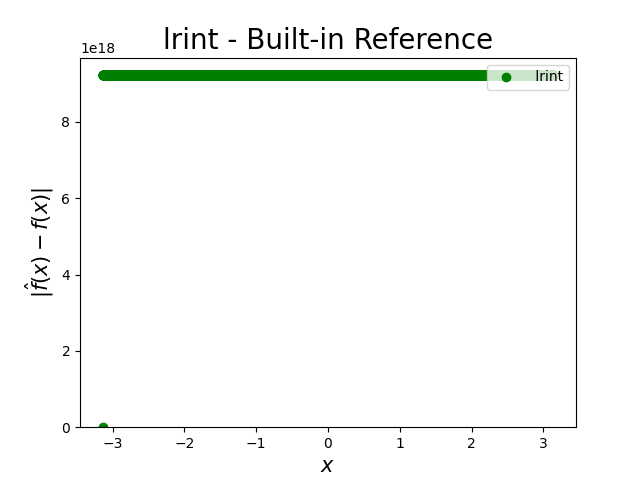 lrint - Built-in Reference
1e18
lrint
8
6
4
2
0
|f̂(x) − f(x)|
−3
−2
−1
0
1
2
3
x